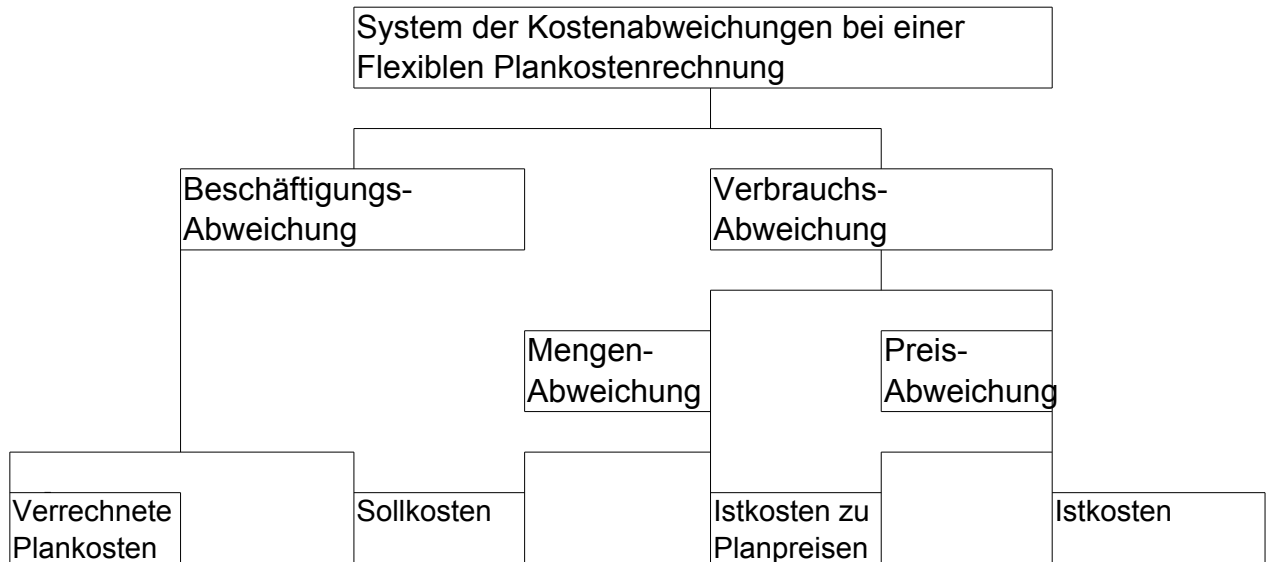 System der Kostenabweichungen bei einer
Flexiblen Plankostenrechnung
Beschäftigungs-
Abweichung
Verbrauchs-
Abweichung
Mengen-
Abweichung
Preis-
Abweichung
Verrechnete
Plankosten
Sollkosten
Istkosten zu
Planpreisen
Istkosten